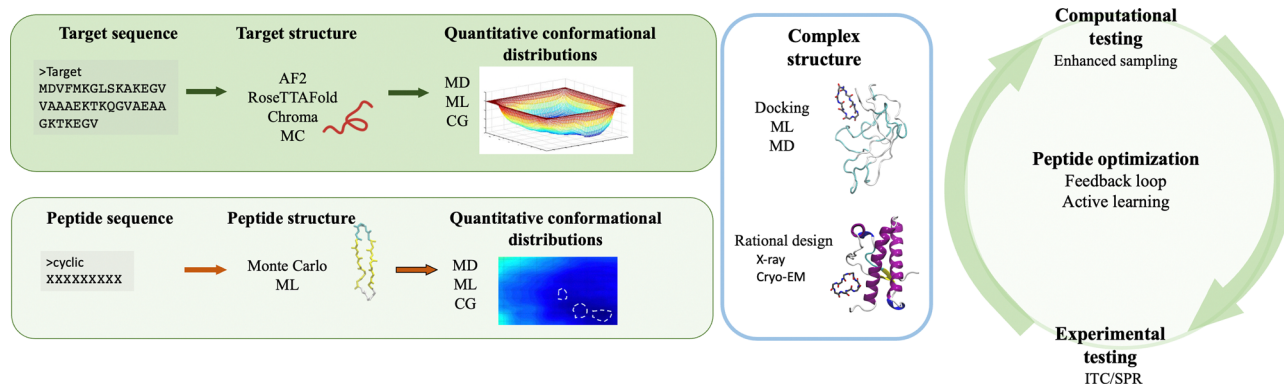 Target sequence
>Target
MDVFMKGLSKAKEGV
VAAAEKTKQGVAEAA
GKTKEGV
Target structure
AF2
RoseTTAFold
Chroma
MC
Quantitative conformational
distributions
MD
ML
CG
Peptide sequence
>cyclic
XXXXXXXXX
Peptide structure
Monte Carlo
ML
Quantitative conformational
distributions
MD
ML
CG
Complex
structure
Docking
ML
MD
Rational design
X-ray
Cryo-EM
Computational
testing
Enhanced sampling
Peptide optimization
Feedback loop
Active learning
Experimental
testing
ITC/SPR